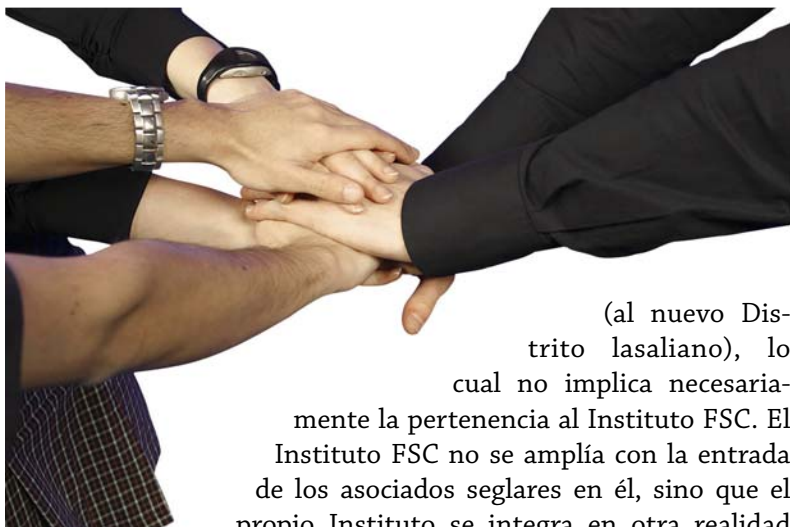 (al nuevo Dis-
trito lasaliano), lo
cual no implica necesaria-
mente la pertenencia al Instituto FSC. El
Instituto FSC no se amplía con la entrada
de los asociados seglares en él, sino que el
propio Instituto se integra en otra realidad